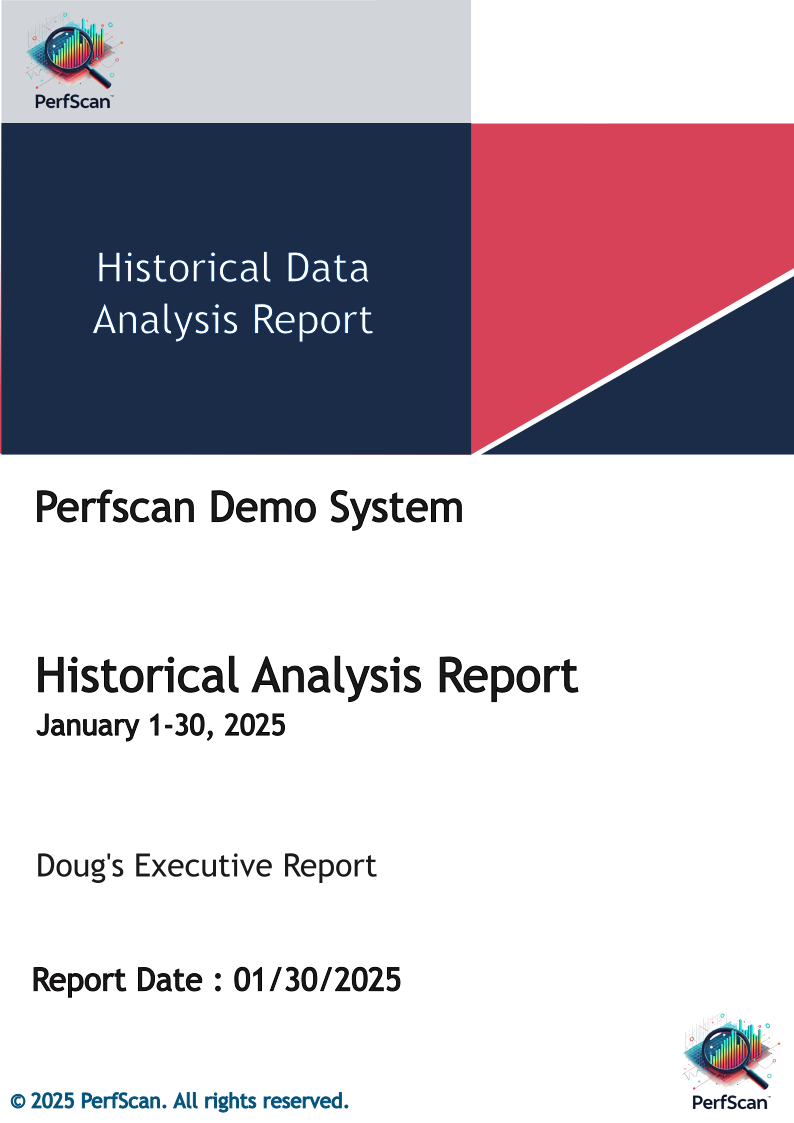 PerfScan™
Historical Data
Analysis Report
Perfscan Demo System
Historical Analysis Report
January 1-30, 2025
Doug's Executive Report
Report Date : 01/30/2025
© 2025 PerfScan. All rights reserved.
PerfScan™